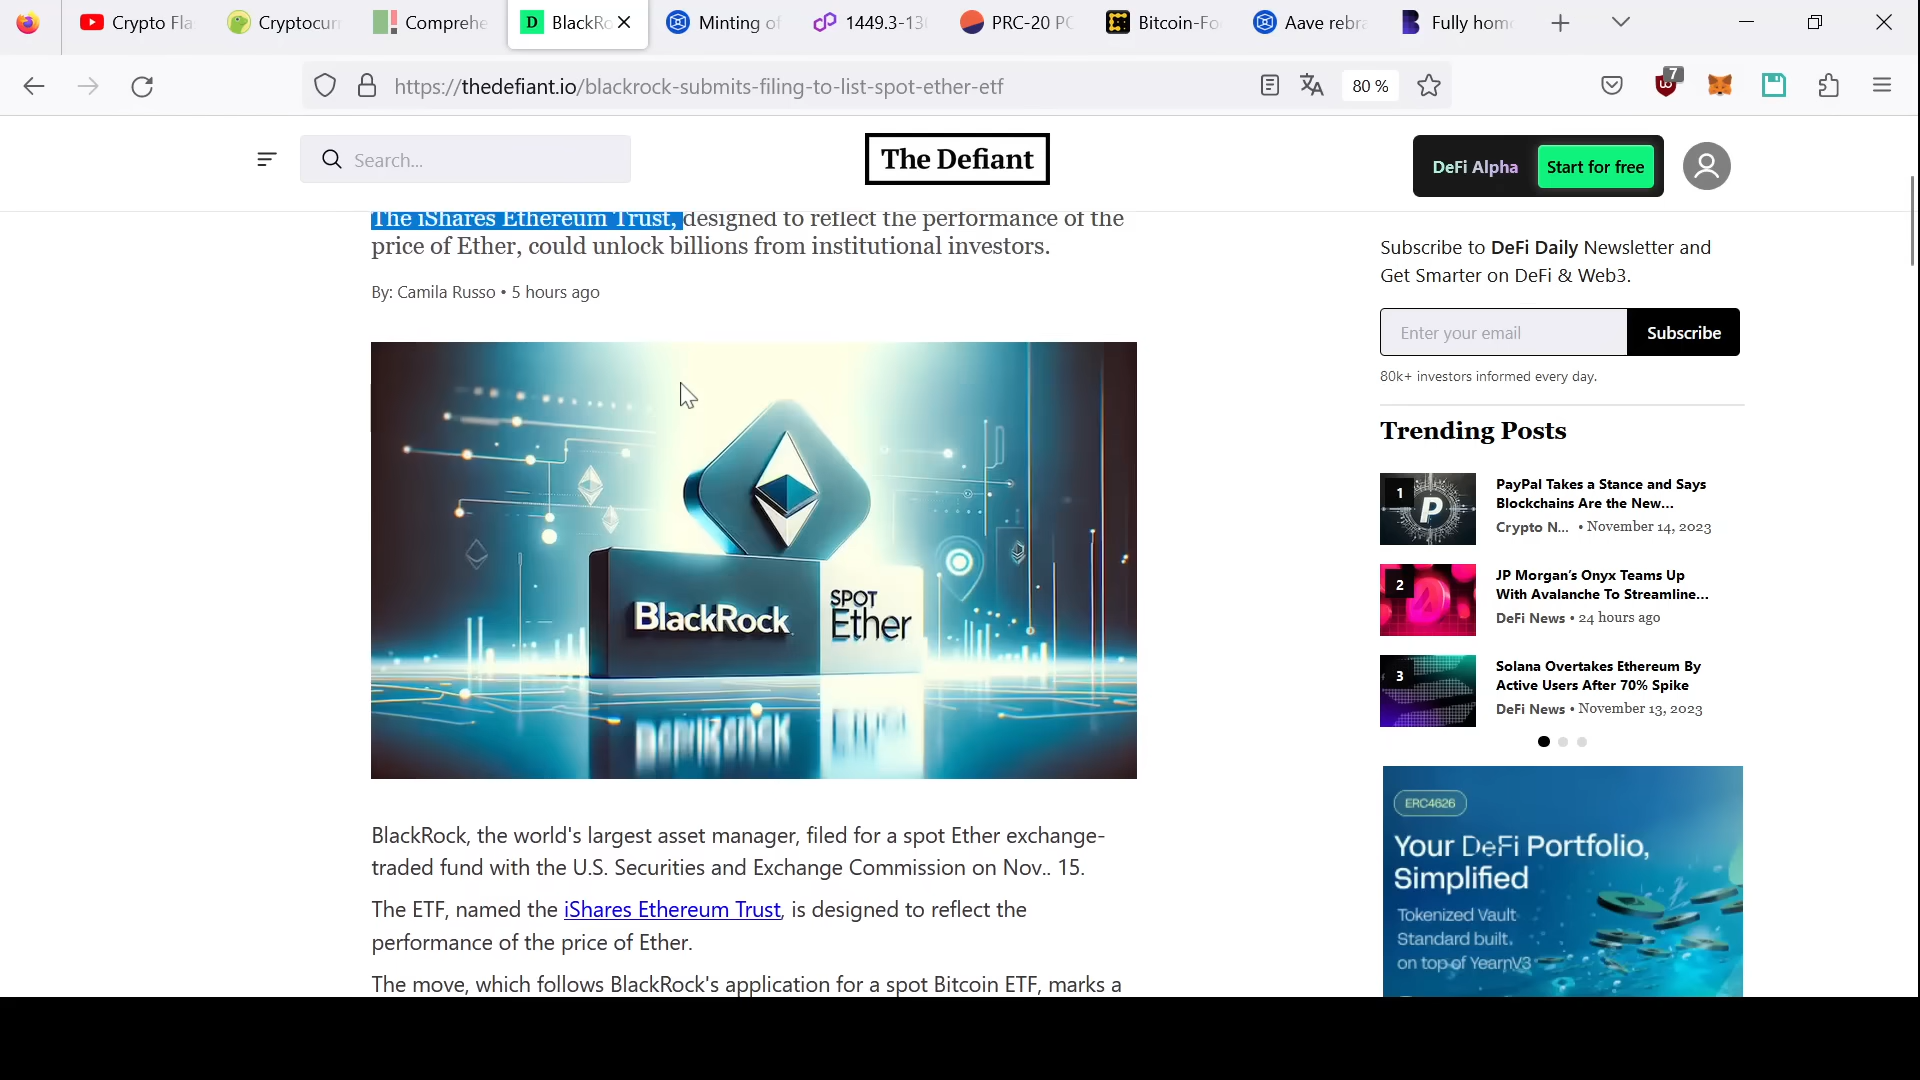 Crypto Fla
Cryptocurr
Comprehe
BlackRo
Minting of
1449.3-13
PRC-20 PO
Bitcoin-Fo
Aave rebra
Fully homo
https://thedefiant.io/blackrock-submits-filing-to-list-spot-ether-etf
80 %
7
Search...
The Defiant
DeFi Alpha
Start for free
The iShares Ethereum Trust, designed to reflect the performance of the
price of Ether, could unlock billions from institutional investors.
By: Camila Russo • 5 hours ago
BlackRock
SPOT
Ether
BlackRock, the world's largest asset manager, filed for a spot Ether exchange-
traded fund with the U.S. Securities and Exchange Commission on Nov.. 15.
The ETF, named the iShares Ethereum Trust, is designed to reflect the
performance of the price of Ether.
The move, which follows BlackRock's application for a spot Bitcoin ETF, marks a
Subscribe to DeFi Daily Newsletter and
Get Smarter on DeFi & Web3.
Enter your email
Subscribe
80k+ investors informed every day.
Trending Posts
1
PayPal Takes a Stance and Says
Blockchains Are the New...
Crypto N... • November 14, 2023
2
JP Morgan’s Onyx Teams Up
With Avalanche To Streamline...
DeFi News • 24 hours ago
3
Solana Overtakes Ethereum By
Active Users After 70% Spike
DeFi News • November 13, 2023
ERC4626
Your DeFi Portfolio,
Simplified
Tokenized Vault
Standard built.
on top of YearnV3